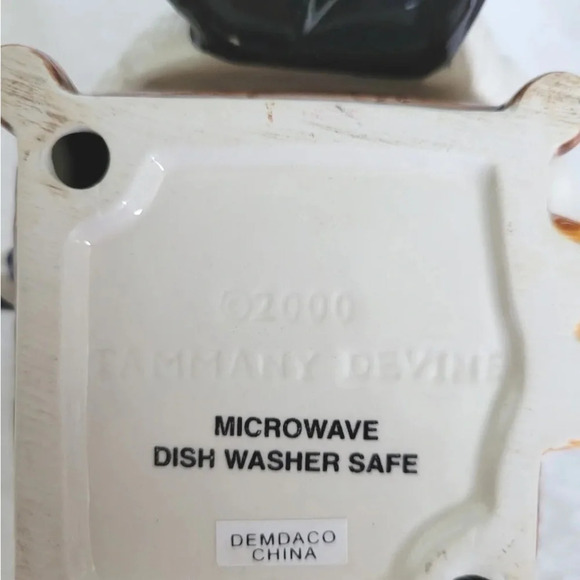 ©2000
TAMMANY DEVINE
MICROWAVE
DISH WASHER SAFE
DEMDACO
CHINA